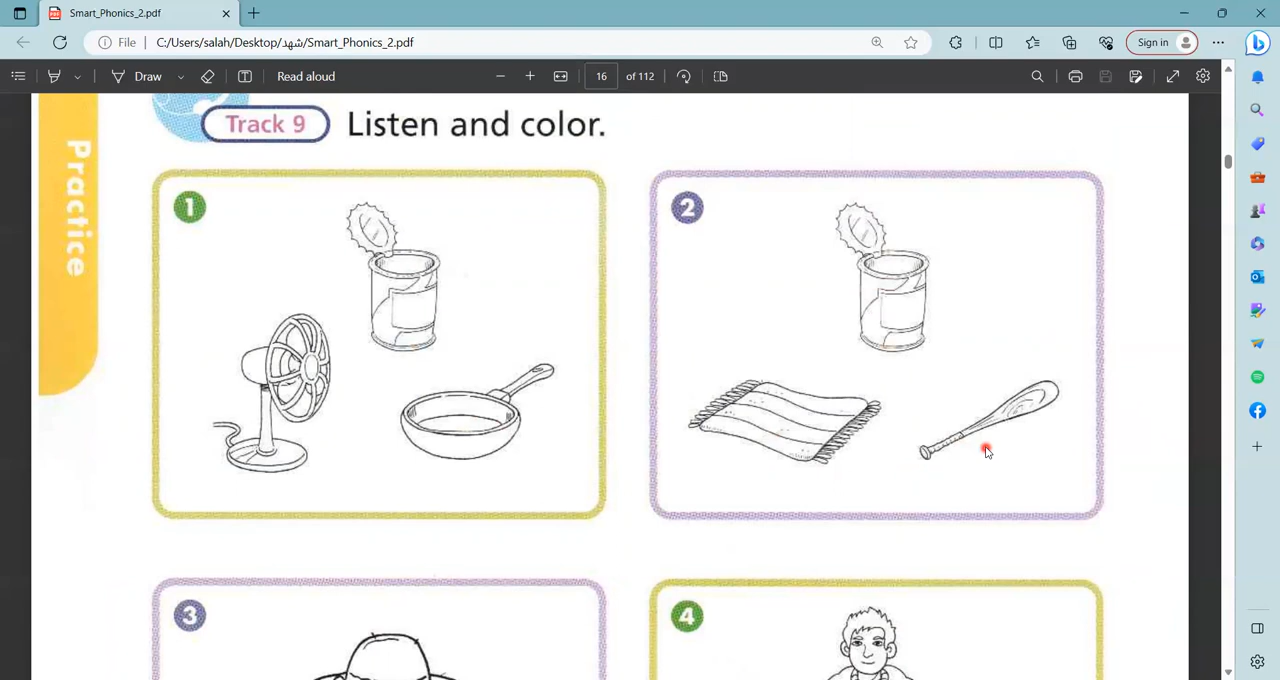 Smart_Phonics_2.pdf
File C:/Users/salah/Desktop/شهد/Smart_Phonics_2.pdf
Sign in
Draw
Read aloud
16 of 112
Practice
Track 9 Listen and color.
1
2
3
4